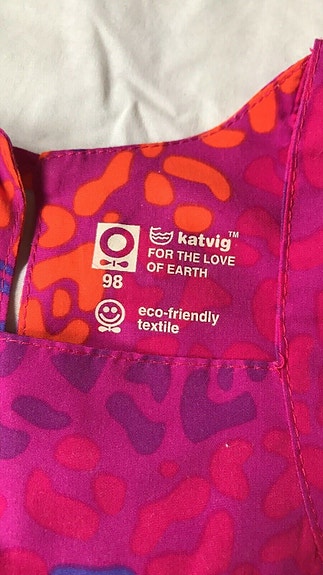 katvig™
FOR THE LOVE
OF EARTH
98
eco-friendly
textile